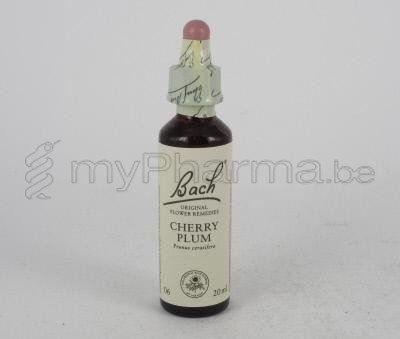 myPharma.be
Bach
ORIGINAL
FLOWER REMEDIES
CHERRY
PLUM
Prunus cerasifera
06 20 ml